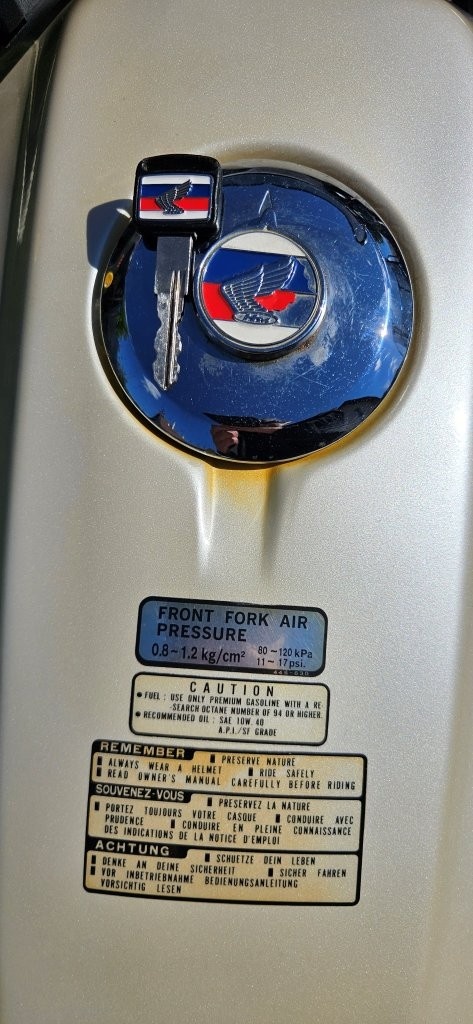 FRONT FORK AIR
PRESSURE
0.8~1.2 kg/cm² 80~120 kPa
11~17 psi.
CAUTION
● FUEL : USE ONLY PREMIUM GASOLINE WITH A RE
SEARCH OCTANE NUMBER OF 94 OR HIGHER.
● RECOMMENDED OIL : SAE 10W-40
A.P.I./SF GRADE
REMEMBER ▮ PRESERVE NATURE
▮ ALWAYS WEAR A HELMET ▮ RIDE SAFELY
▮ READ OWNER'S MANUAL CAREFULLY BEFORE RIDING
SOUVENEZ-VOUS ▮ PRESERVEZ LA NATURE
▮ PORTEZ TOUJOURS VOTRE CASQUE ▮ CONDUIRE AVEC
PRUDENCE ▮ CONDUIRE EN PLEINE CONNAISSANCE
DES INDICATIONS DE LA NOTICE D'EMPLOI
ACHTUNG ▮ SCHUETZE DEIN LEBEN
▮ DENKE AN DEINE SICHERHEIT ▮ SICHER FAHREN
▮ VOR INBETRIEBNAHME BEDIENUNGSANLEITUNG
VORSICHTIG LESEN